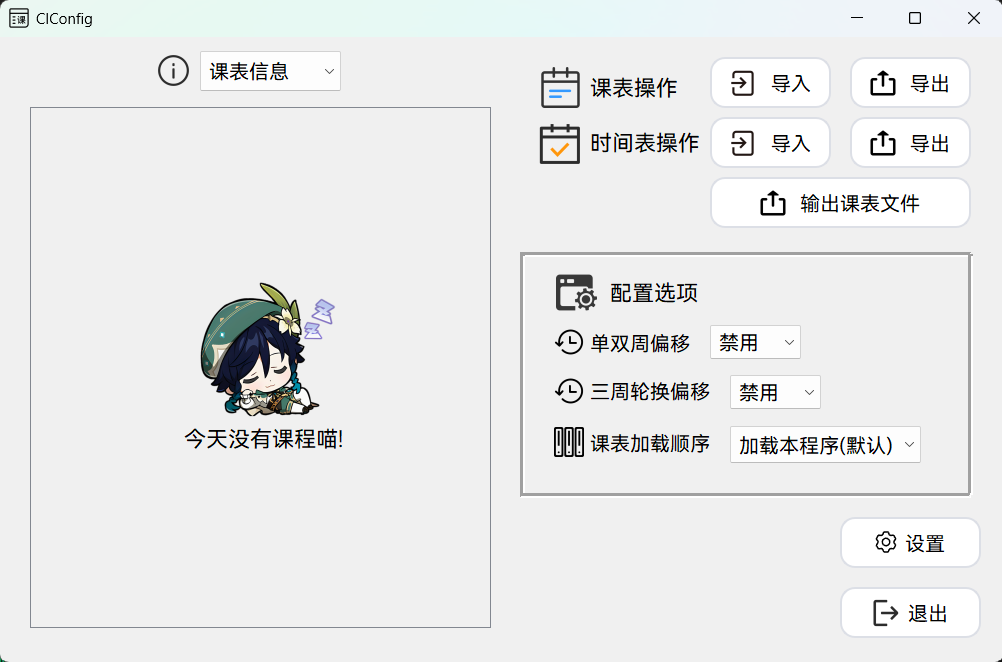 CIConfig
课表信息
今天没有课程喵!
课表操作 导入 导出
时间表操作 导入 导出
输出课表文件
配置选项
单双周偏移 禁用
三周轮换偏移 禁用
课表加载顺序 加载本程序(默认)
设置
退出